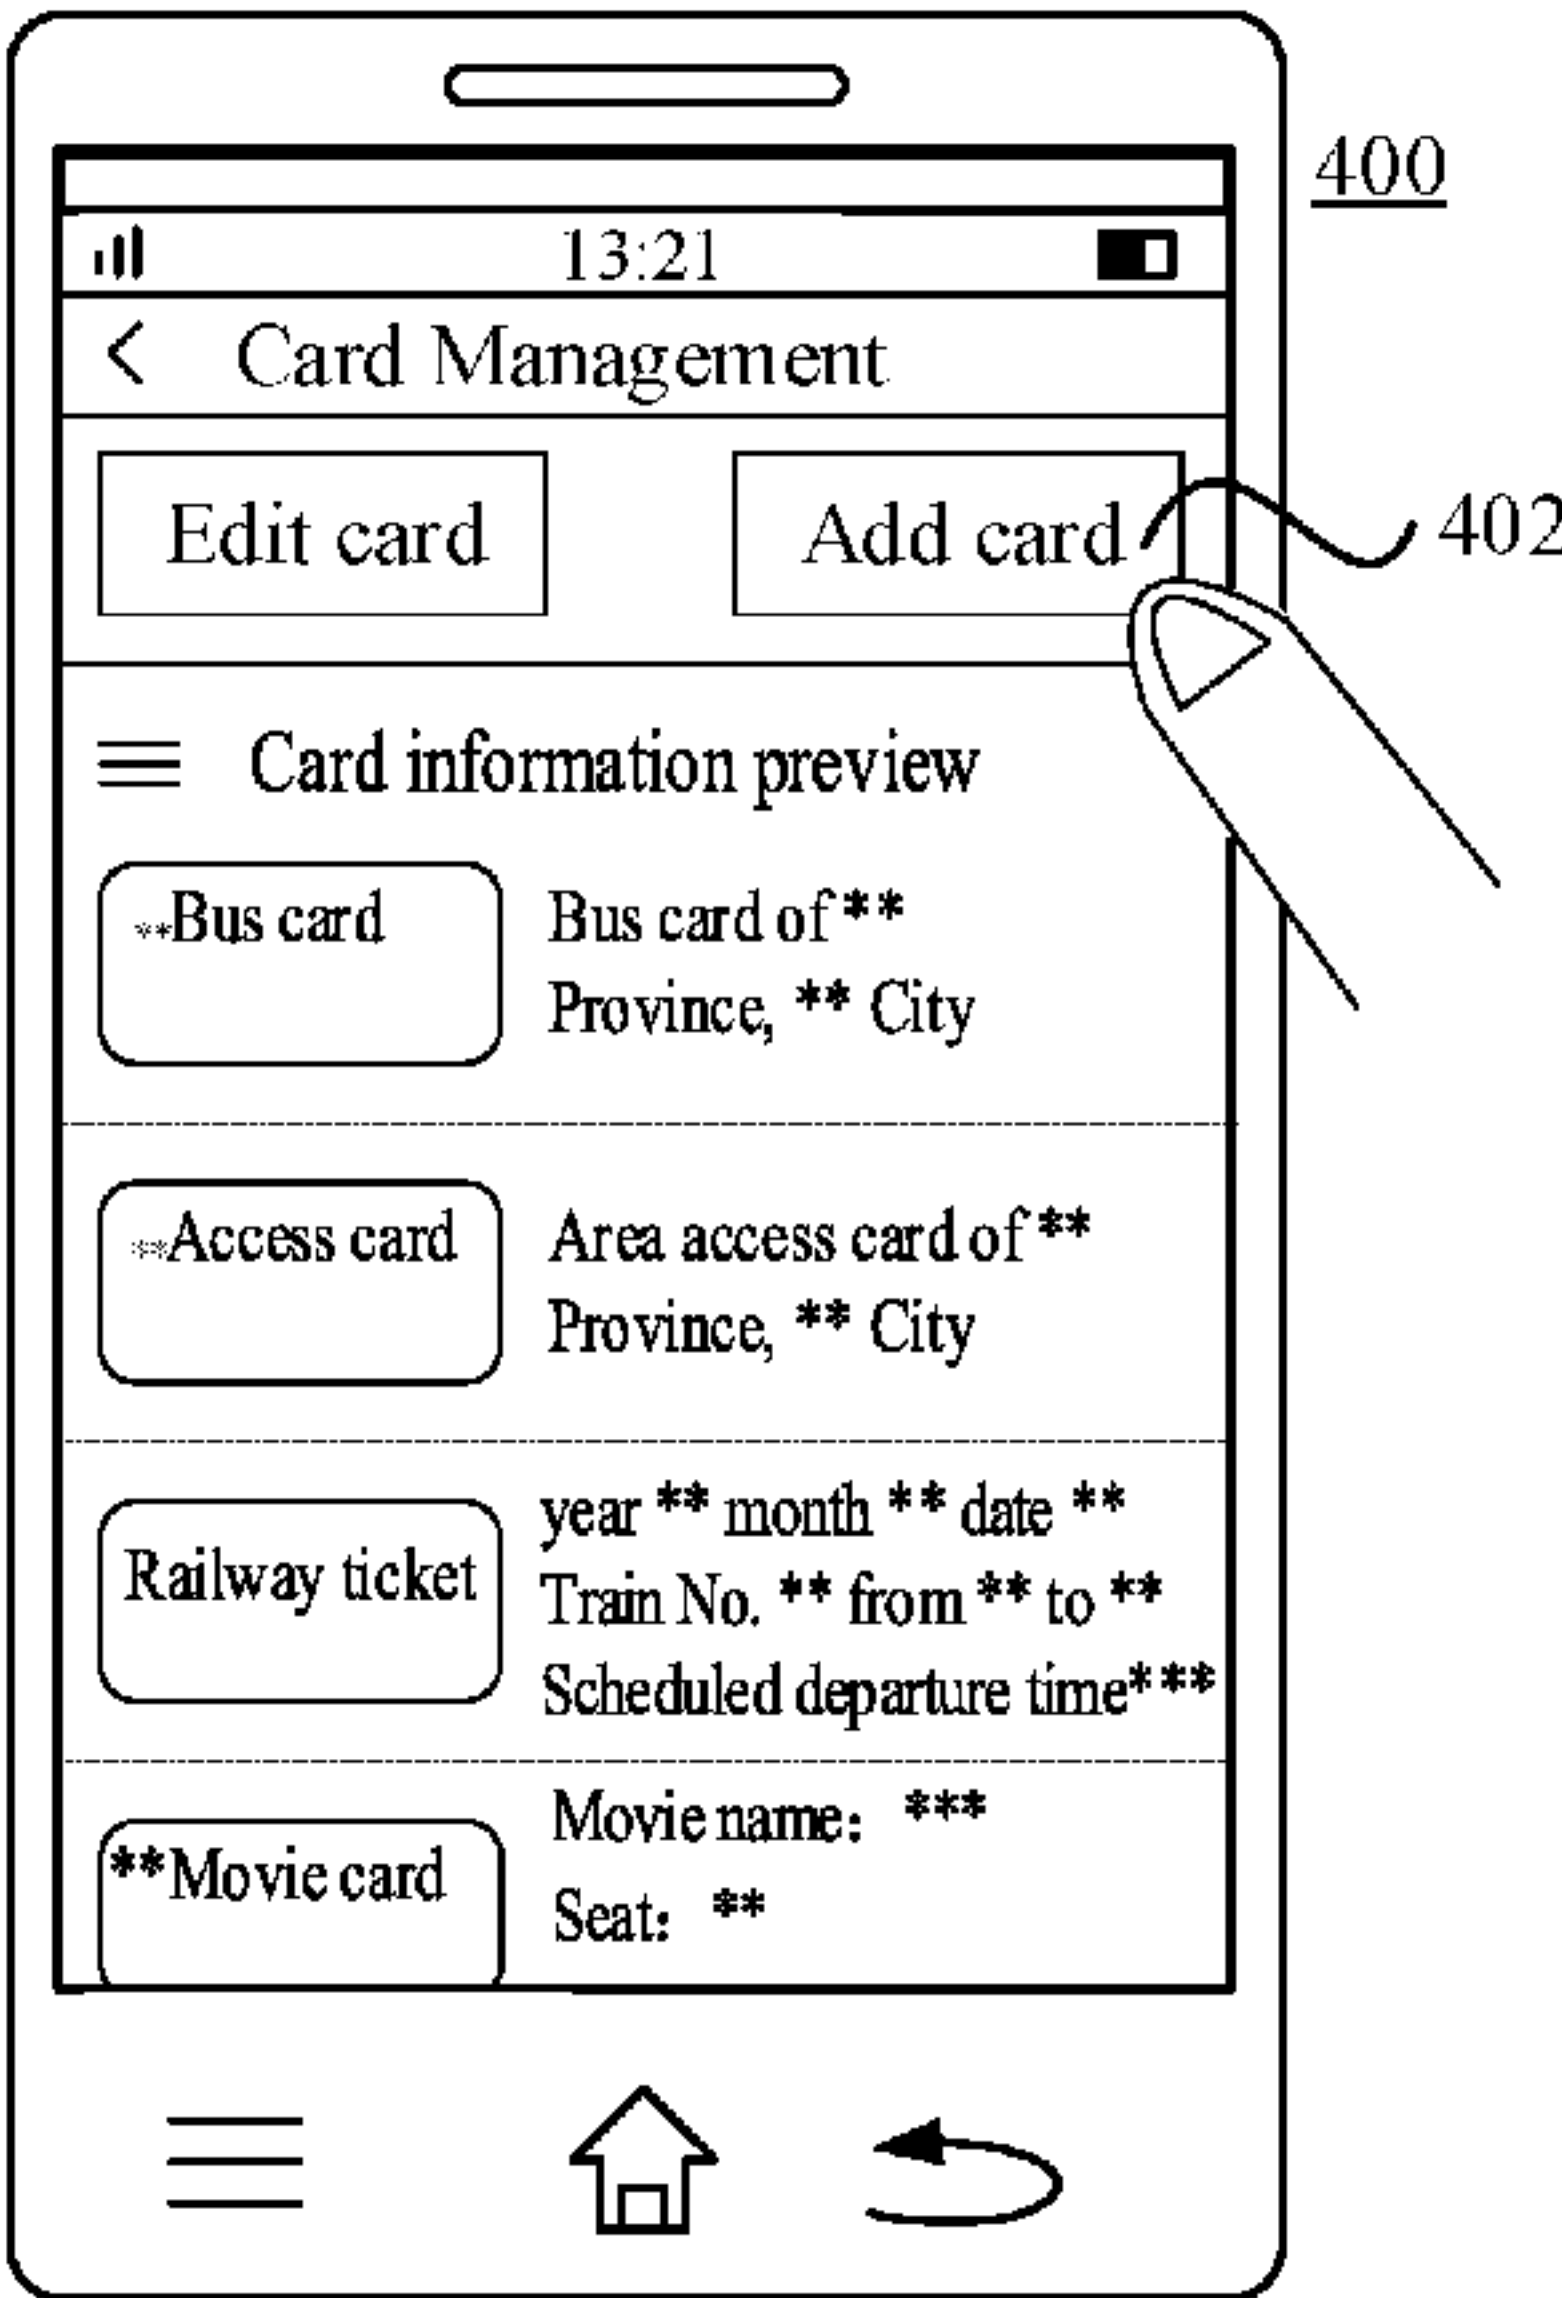 400
13:21
Card Management
Edit card
Add card
402
Card information preview
**Bus card
Bus card of **
Province, ** City
**Access card
Area access card of **
Province, ** City
Railway ticket
year ** month ** date **
Train No. ** from ** to **
Scheduled departure time***
**Movie card
Movie name: ***
Seat: **